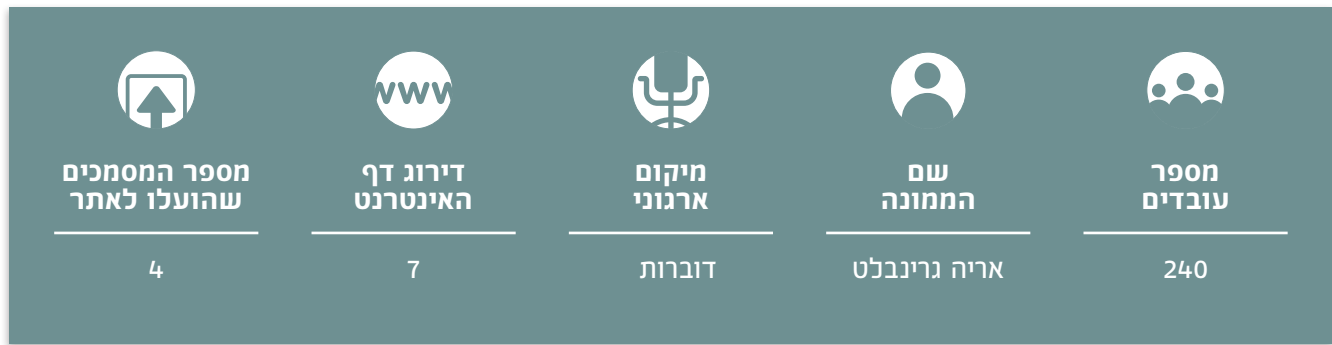 מספר
עובדים
240
שם
הממונה
אריה גרינבלט
מיקום
ארגוני
דוברות
www
דירוג דף
האינטרנט
7
מספר המסמכים
שהועלו לאתר
4